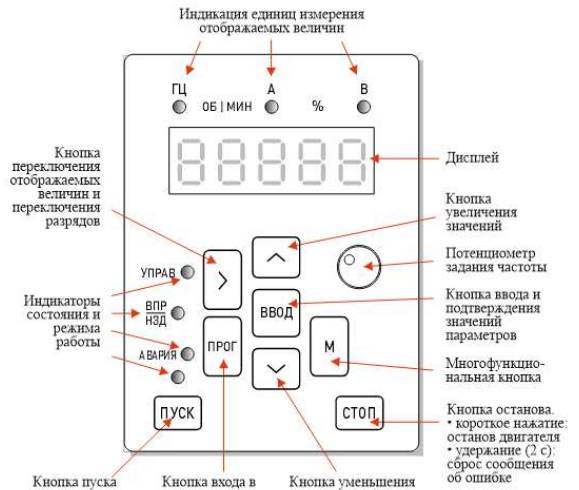 Индикация единиц измерения
отображаемых величин
ГЦ
ОБ | МИН
А
%
В
88888
Кнопка
переключения
отображаемых
величин и
переключения
разрядов
Дисплей
Кнопка
увеличения
значений
Потенциометр
задания частоты
УПРАВ
>
ВВОД
Кнопка ввода и
подтверждения
значений
параметров
Индикаторы
состояния и
режима
работы
ВПР
НЗД
ПРОГ
М
АВАРИЯ
Многофункцио-
нальная кнопка
ПУСК
СТОП
Кнопка останова.
• короткое нажатие:
останов двигателя
• удержание (2 с):
сброс сообщения
об ошибке
Кнопка пуска
Кнопка входа в
Кнопка уменьшения